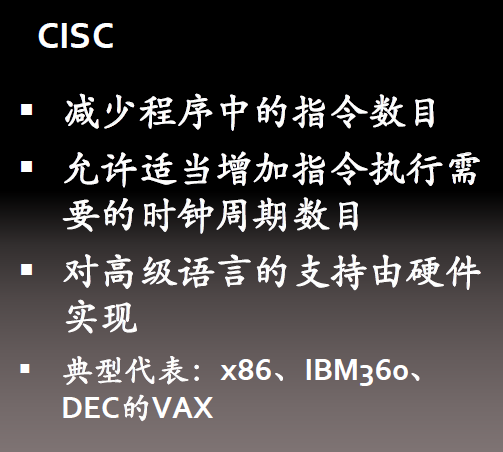 CISC
▪ 减少程序中的指令数目
▪ 允许适当增加指令执行需
要的时钟周期数目
▪ 对高级语言的支持由硬件
实现
▪ 典型代表：x86、IBM360、
DEC的VAX